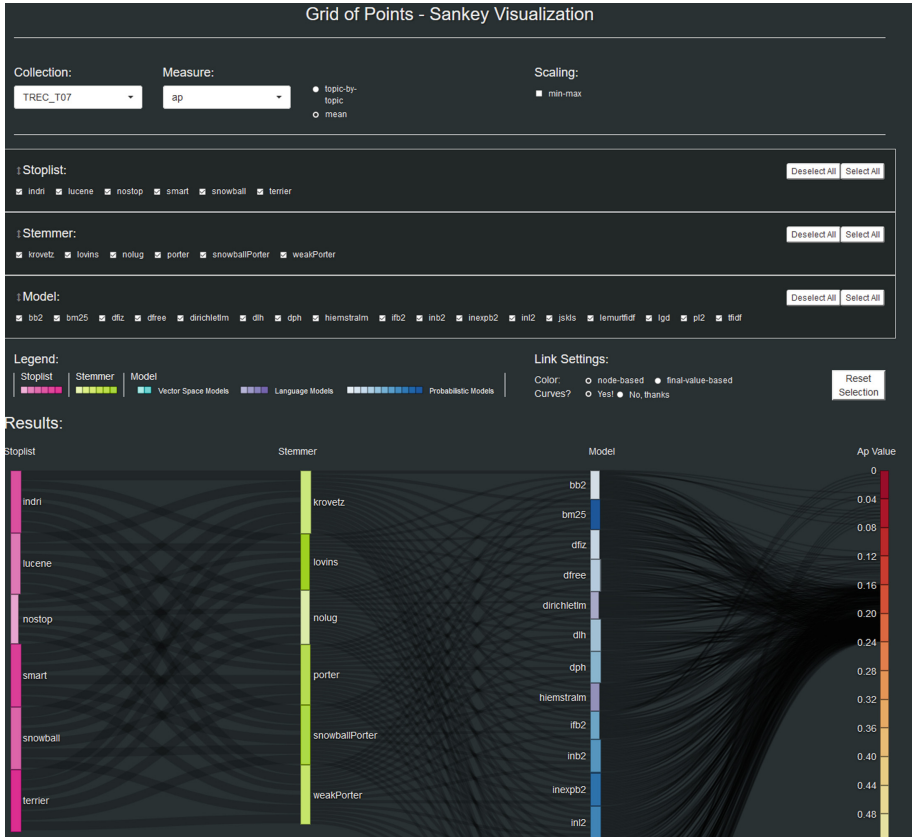 Grid of Points - Sankey Visualization
Collection:
TREC_T07
Measure:
ap
topic-by-
topic
mean
Scaling:
min-max
Stoplist:
Deselect All Select All
indri lucene nostop smart snowball terrier
Stemmer:
Deselect All Select All
krovetz lovins nolug porter snowballPorter weakPorter
Model:
Deselect All Select All
bb2 bm25 dfiz dfree dirichletlm dlh dph hiemstralm ifb2 inb2 inexpb2 inl2 jskls lemurtfidf lgd pl2 tfidf
Legend:
Stoplist Stemmer Model
Vector Space Models Language Models Probabilistic Models
Link Settings:
Color: node-based final-value-based
Curves? Yes! No, thanks
Reset
Selection
Results:
Stoplist Stemmer Model Ap Value
indri
lucene
nostop
smart
snowball
terrier
krovetz
lovins
nolug
porter
snowballPorter
weakPorter
bb2
bm25
dfiz
dfree
dirichletlm
dlh
dph
hiemstralm
ifb2
inb2
inexpb2
inl2
0
0.04
0.08
0.12
0.16
0.20
0.24
0.28
0.32
0.36
0.40
0.44
0.48